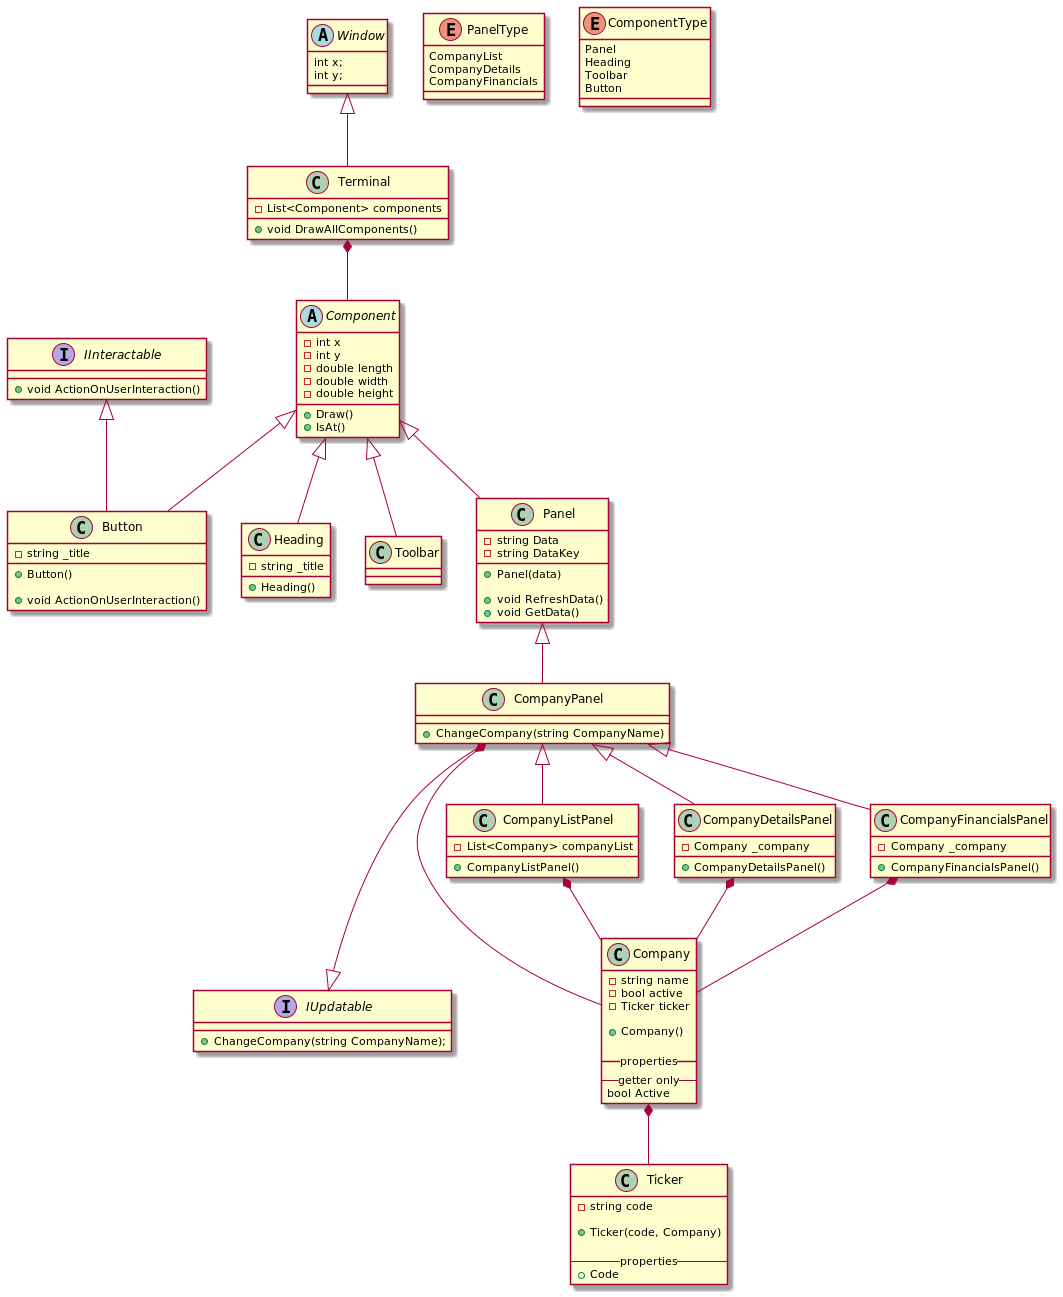 A Window
int x;
int y;
E PanelType
CompanyList
CompanyDetails
CompanyFinancials
E ComponentType
Panel
Heading
Toolbar
Button
C Terminal
List<Component> components
void DrawAllComponents()
A Component
int x
int y
double length
double width
double height
Draw()
IsAt()
I IInteractable
void ActionOnUserInteraction()
C Button
string _title
Button()
void ActionOnUserInteraction()
C Heading
string _title
Heading()
C Toolbar
C Panel
string Data
string DataKey
Panel(data)
void RefreshData()
void GetData()
C CompanyPanel
ChangeCompany(string CompanyName)
C CompanyListPanel
List<Company> companyList
CompanyListPanel()
C CompanyDetailsPanel
Company _company
CompanyDetailsPanel()
C CompanyFinancialsPanel
Company _company
CompanyFinancialsPanel()
I IUpdatable
ChangeCompany(string CompanyName);
C Company
string name
bool active
Ticker ticker
Company()
properties
getter only
bool Active
C Ticker
string code
Ticker(code, Company)
properties
Code